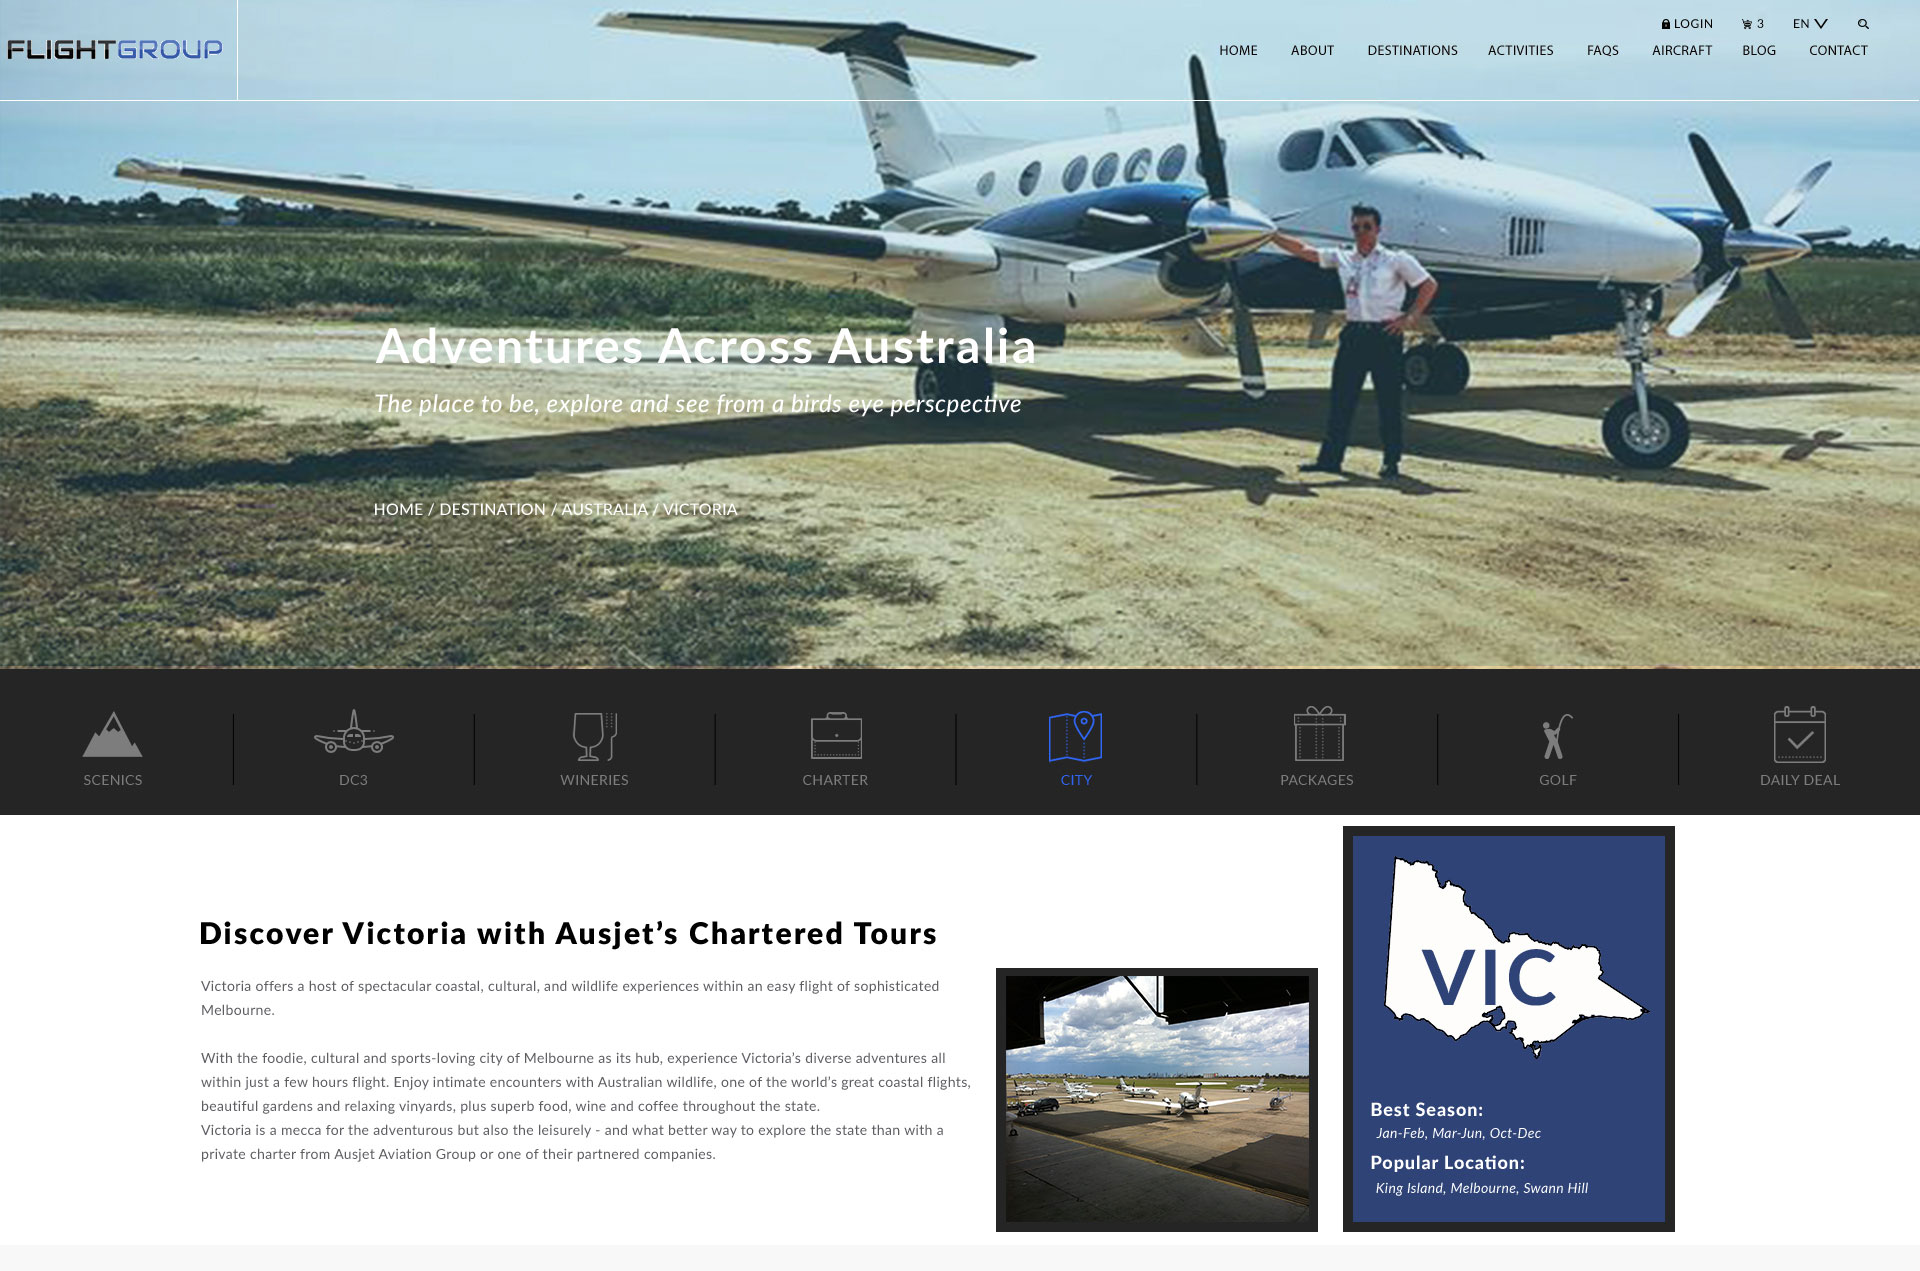 FLIGHTGROUP
LOGIN 3 EN
HOME ABOUT DESTINATIONS ACTIVITIES FAQS AIRCRAFT BLOG CONTACT
Adventures Across Australia
The place to be, explore and see from a birds eye perscpective
HOME / DESTINATION / AUSTRALIA / VICTORIA
SCENICS DC3 WINERIES CHARTER CITY PACKAGES GOLF DAILY DEAL
Discover Victoria with Ausjet’s Chartered Tours
Victoria offers a host of spectacular coastal, cultural, and wildlife experiences within an easy flight of sophisticated
Melbourne.
With the foodie, cultural and sports-loving city of Melbourne as its hub, experience Victoria’s diverse adventures all
within just a few hours flight. Enjoy intimate encounters with Australian wildlife, one of the world’s great coastal flights,
beautiful gardens and relaxing vinyards, plus superb food, wine and coffee throughout the state.
Victoria is a mecca for the adventurous but also the leisurely - and what better way to explore the state than with a
private charter from Ausjet Aviation Group or one of their partnered companies.
VIC
Best Season:
Jan-Feb, Mar-Jun, Oct-Dec
Popular Location:
King Island, Melbourne, Swann Hill